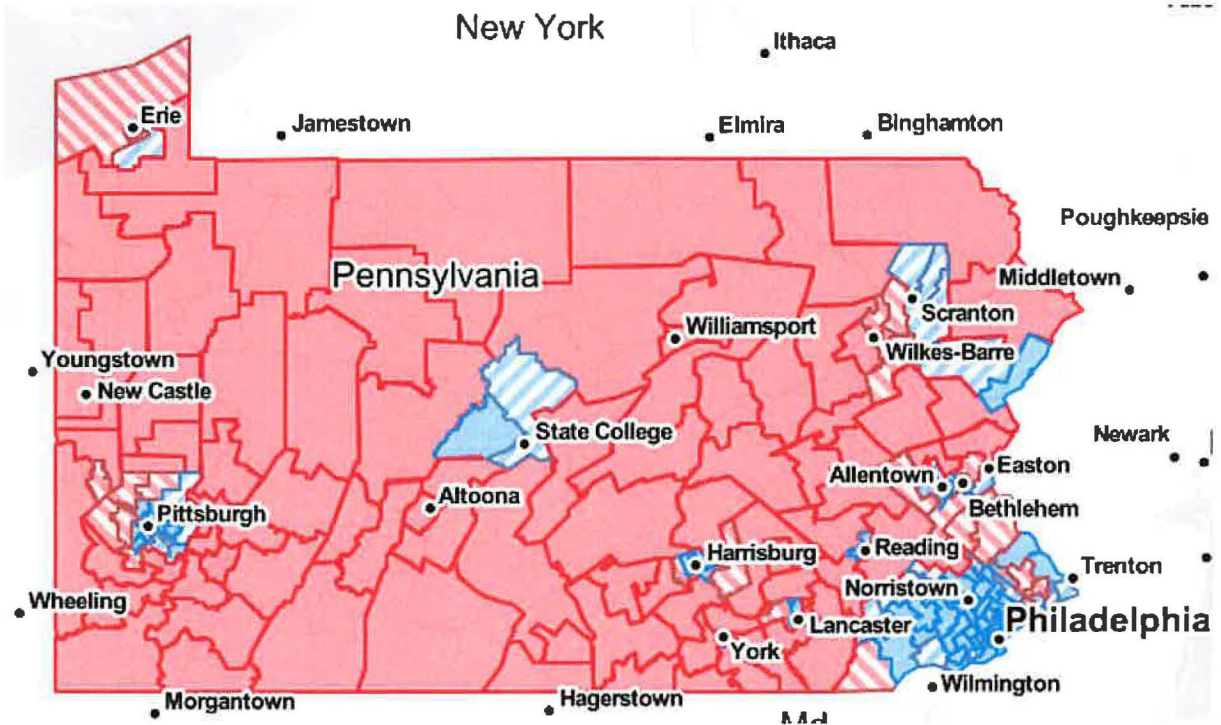 New York
Ithaca
Erie
Jamestown
Elmira
Binghamton
Poughkeepsie
Pennsylvania
Middletown
Scranton
Williamsport
Wilkes-Barre
Youngstown
New Castle
State College
Newark
Allentown
Easton
Bethlehem
Altoona
Pittsburgh
Harrisburg
Reading
Trenton
Norristown
Wheeling
Philadelphia
Lancaster
York
Wilmington
Morgantown
Hagerstown